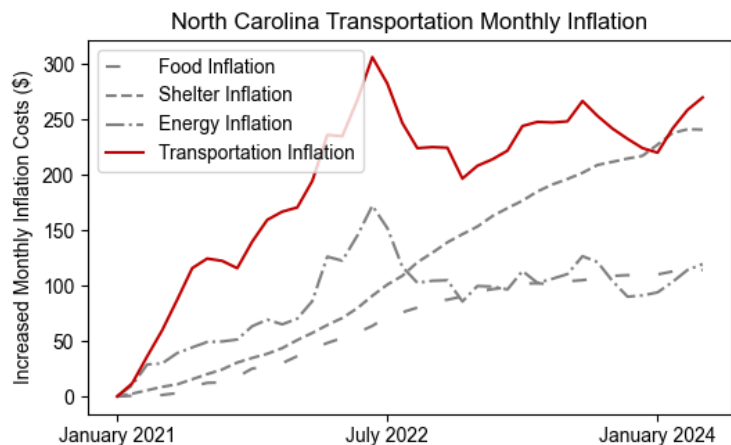 North Carolina Transportation Monthly Inflation
Increased Monthly Inflation Costs ($)
300
250
200
150
100
50
0
Food Inflation
Shelter Inflation
Energy Inflation
Transportation Inflation
January 2021
July 2022
January 2024